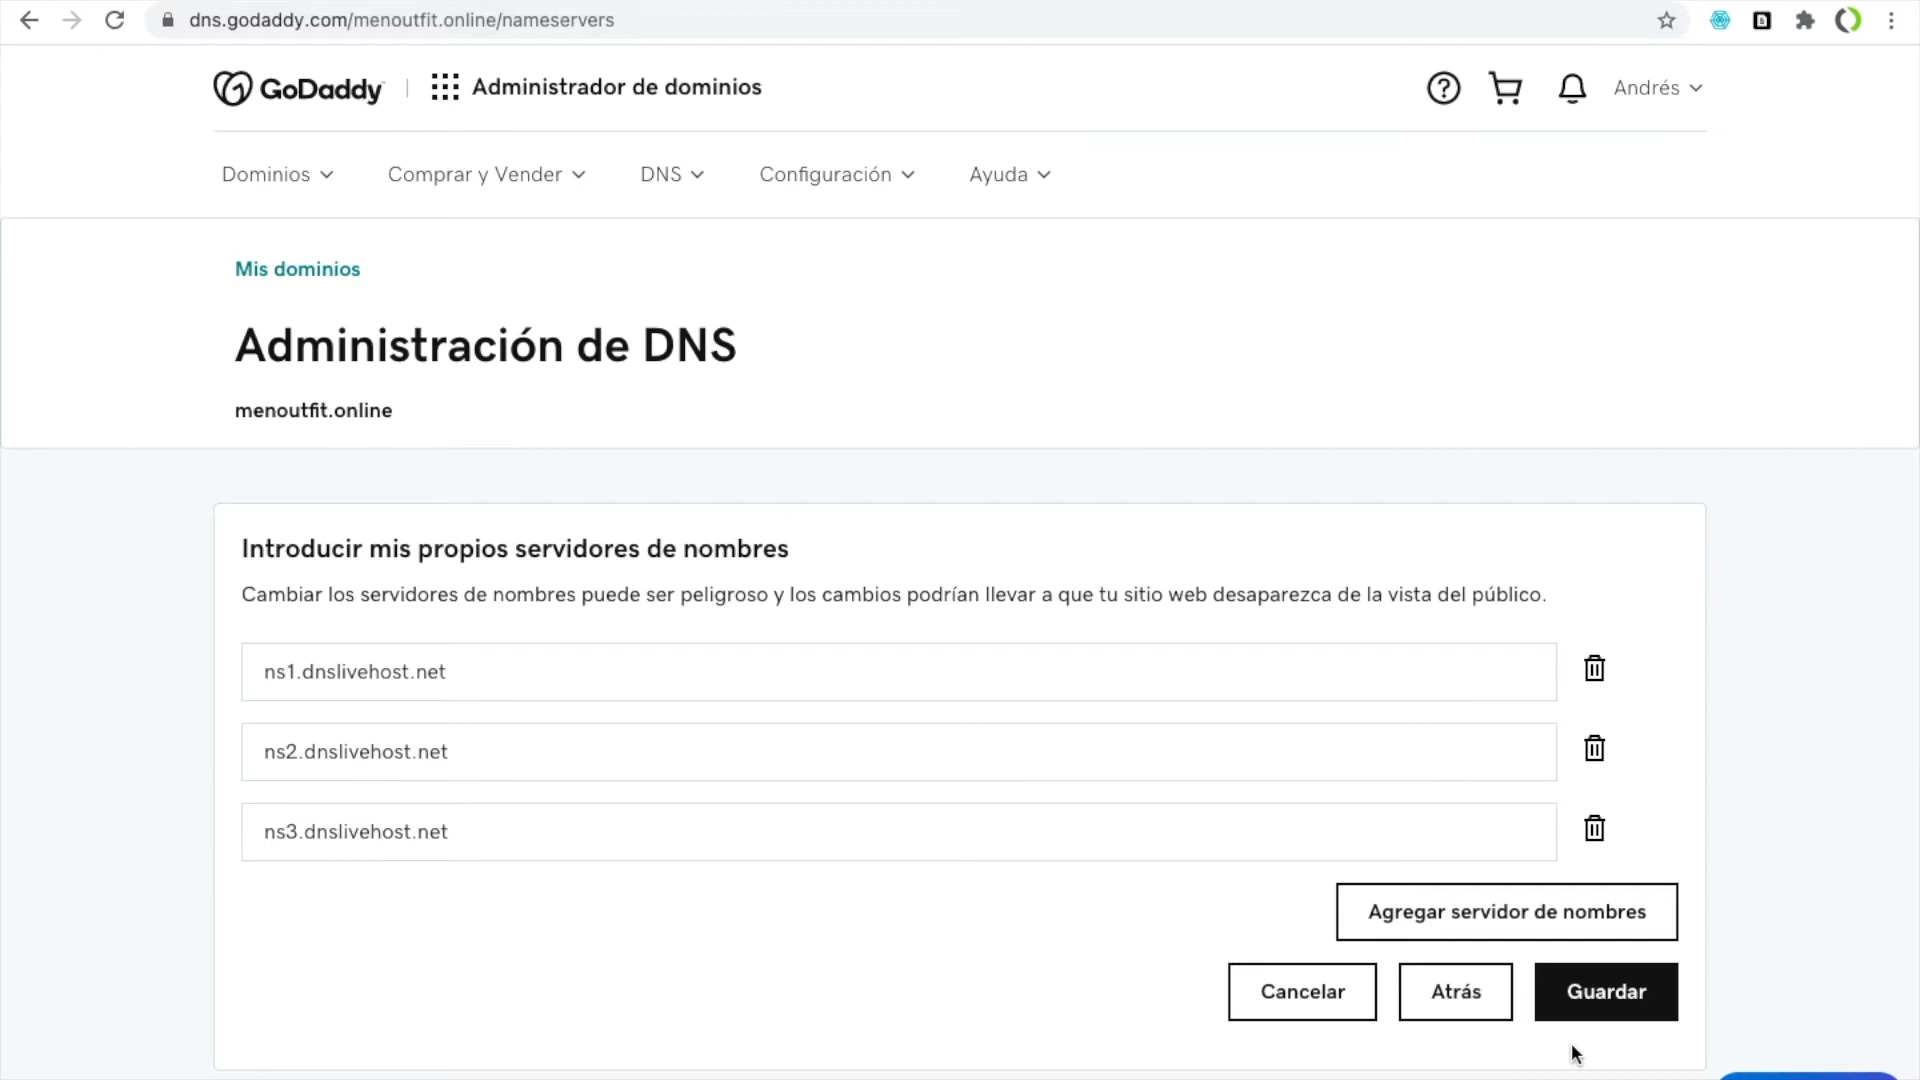 dns.godaddy.com/menoutfit.online/nameservers
GoDaddy
Administrador de dominios
Andrés
Dominios
Comprar y Vender
DNS
Configuración
Ayuda
Mis dominios
Administración de DNS
menoutfit.online
Introducir mis propios servidores de nombres
Cambiar los servidores de nombres puede ser peligroso y los cambios podrían llevar a que tu sitio web desaparezca de la vista del público.
ns1.dnslivehost.net
ns2.dnslivehost.net
ns3.dnslivehost.net
Agregar servidor de nombres
Cancelar
Atrás
Guardar